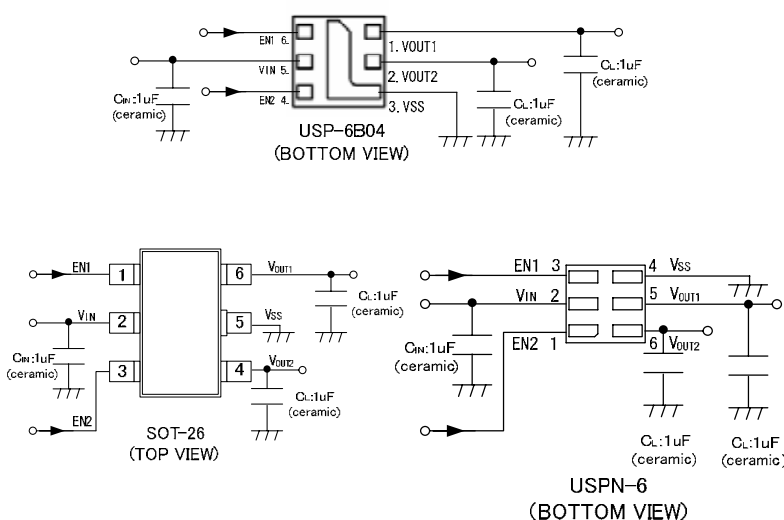 EN1 6.
1. VOUT1
VIN 5.
2. VOUT2
CL:1uF
(ceramic)
CIN:1uF
(ceramic)
EN2 4.
3. VSS
CL:1uF
(ceramic)
USP-6B04
(BOTTOM VIEW)
EN1
1
6
VOUT1
CL:1uF
(ceramic)
VIN
2
5
VSS
CIN:1uF
(ceramic)
3
4
VOUT2
CL:1uF
(ceramic)
EN2
SOT-26
(TOP VIEW)
EN1 3
4 VSS
VIN 2
5 VOUT1
CIN:1uF
(ceramic)
EN2 1
6 VOUT2
CL:1uF
(ceramic)
CL:1uF
(ceramic)
USPN-6
(BOTTOM VIEW)